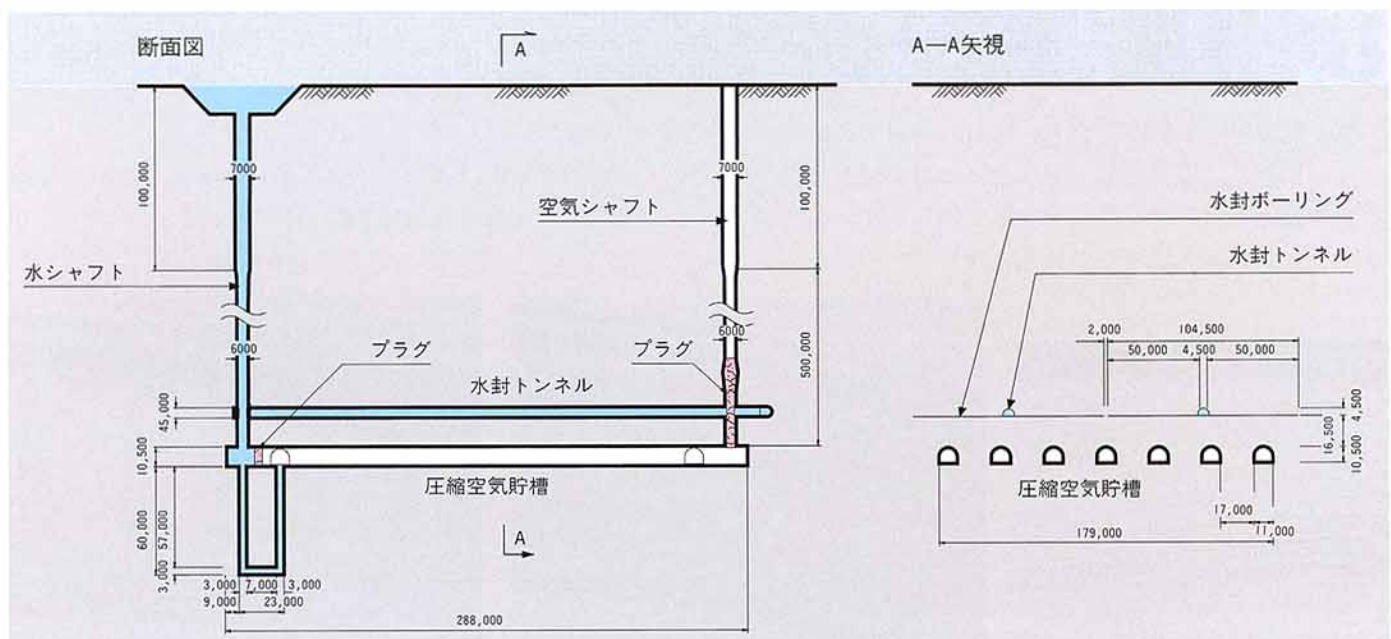 断面図
A
A—A矢視
7000
7000
100,000
100,000
空気シャフト
水封ボーリング
水封トンネル
水シャフト
2,000
104,500
50,000
4,500
50,000
6000
プラグ
プラグ
6000
500,000
水封トンネル
45,000
4,500
16,500
10,500
10,500
圧縮空気貯槽
圧縮空気貯槽
60,000
57,000
3,000
A
17,000
11,000
179,000
3,000
7,000
3,000
9,000
23,000
288,000